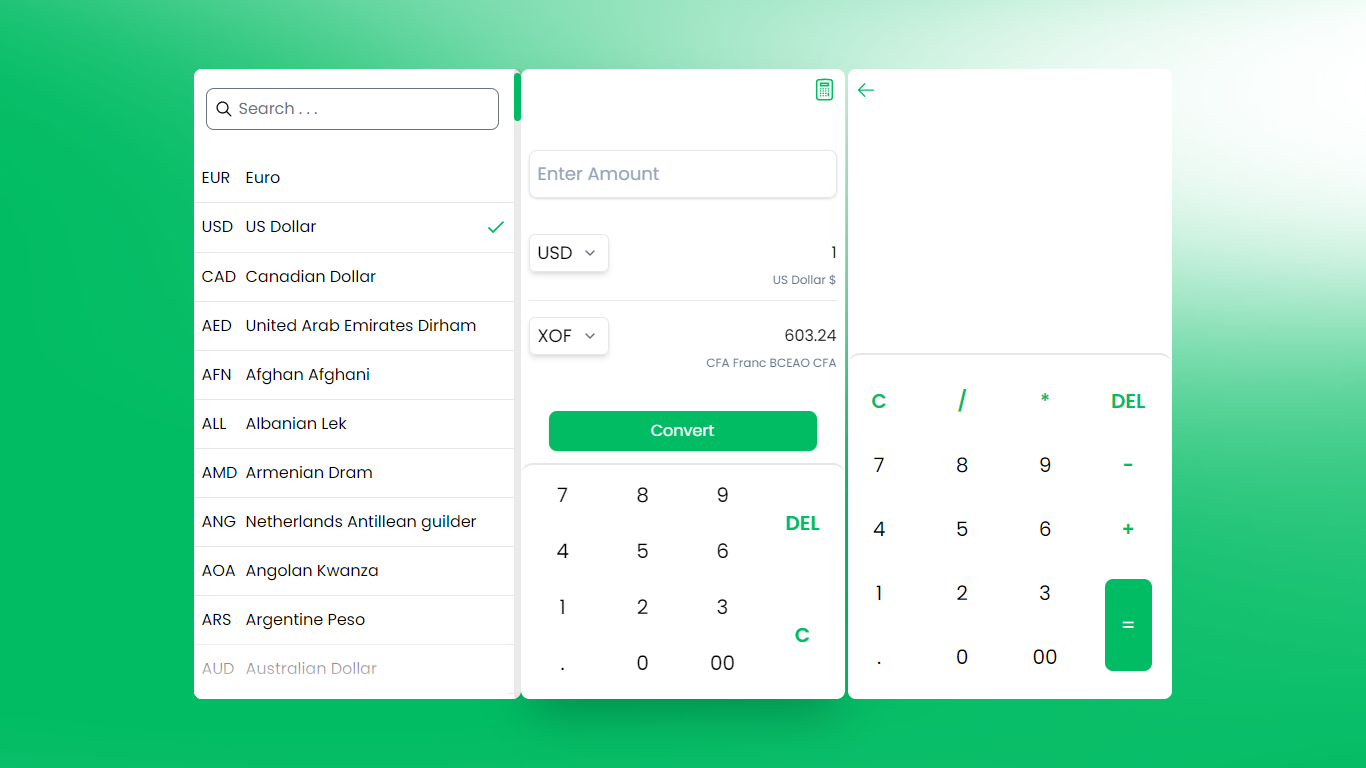 Search . . .
EUR Euro
USD US Dollar
CAD Canadian Dollar
AED United Arab Emirates Dirham
AFN Afghan Afghani
ALL Albanian Lek
AMD Armenian Dram
ANG Netherlands Antillean guilder
AOA Angolan Kwanza
ARS Argentine Peso
AUD Australian Dollar
Enter Amount
USD 1
US Dollar $
XOF 603.24
CFA Franc BCEAO CFA
Convert
7 8 9
DEL
4 5 6
1 2 3
C
. 0 00
C / * DEL
7 8 9 -
4 5 6 +
1 2 3
=
. 0 00